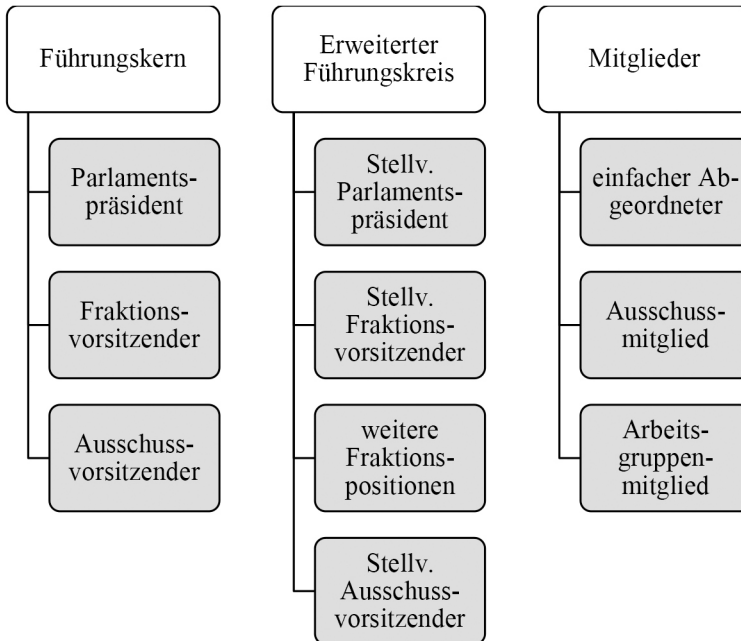 Führungskern
Parlaments-
präsident
Fraktions-
vorsitzender
Ausschuss-
vorsitzender
Erweiterter
Führungskreis
Stellv.
Parlaments-
präsident
Stellv.
Fraktions-
vorsitzender
weitere
Fraktions-
positionen
Stellv.
Ausschuss-
vorsitzender
Mitglieder
einfacher Ab-
geordneter
Ausschuss-
mitglied
Arbeits-
gruppen-
mitglied